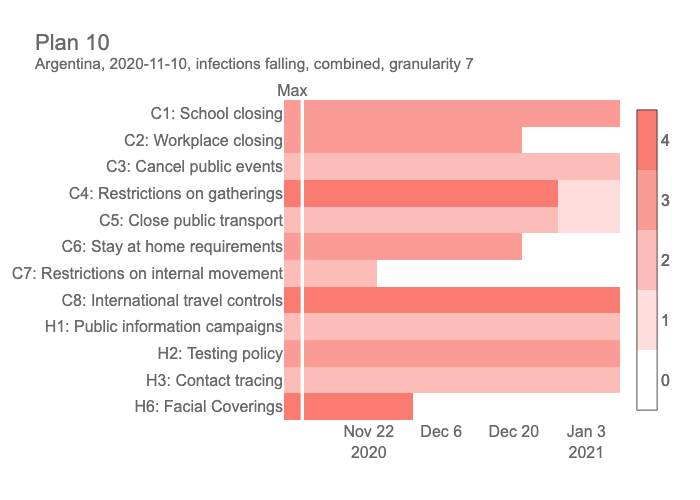 Plan 10
Argentina, 2020-11-10, infections falling, combined, granularity 7
Max
C1: School closing
C2: Workplace closing
C3: Cancel public events
C4: Restrictions on gatherings
C5: Close public transport
C6: Stay at home requirements
C7: Restrictions on internal movement
C8: International travel controls
H1: Public information campaigns
H2: Testing policy
H3: Contact tracing
H6: Facial Coverings
Nov 22 Dec 6 Dec 20 Jan 3
2020 2021
4
3
2
1
0